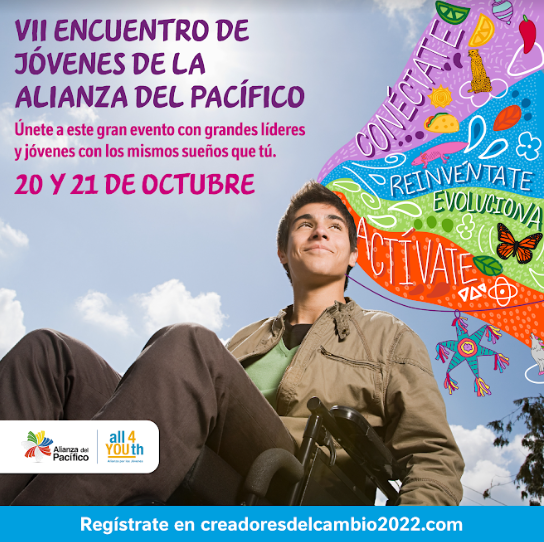 VII ENCUENTRO DE
JÓVENES DE LA
ALIANZA DEL PACÍFICO
Únete a este gran evento con grandes líderes
y jóvenes con los mismos sueños que tú.
20 Y 21 DE OCTUBRE
CONÉCTATE
REINVÉNTATE
EVOLUCIONA
ACTÍVATE
Alianza del
Pacífico
all 4
YOUth
Regístrate en creadoresdelcambio2022.com